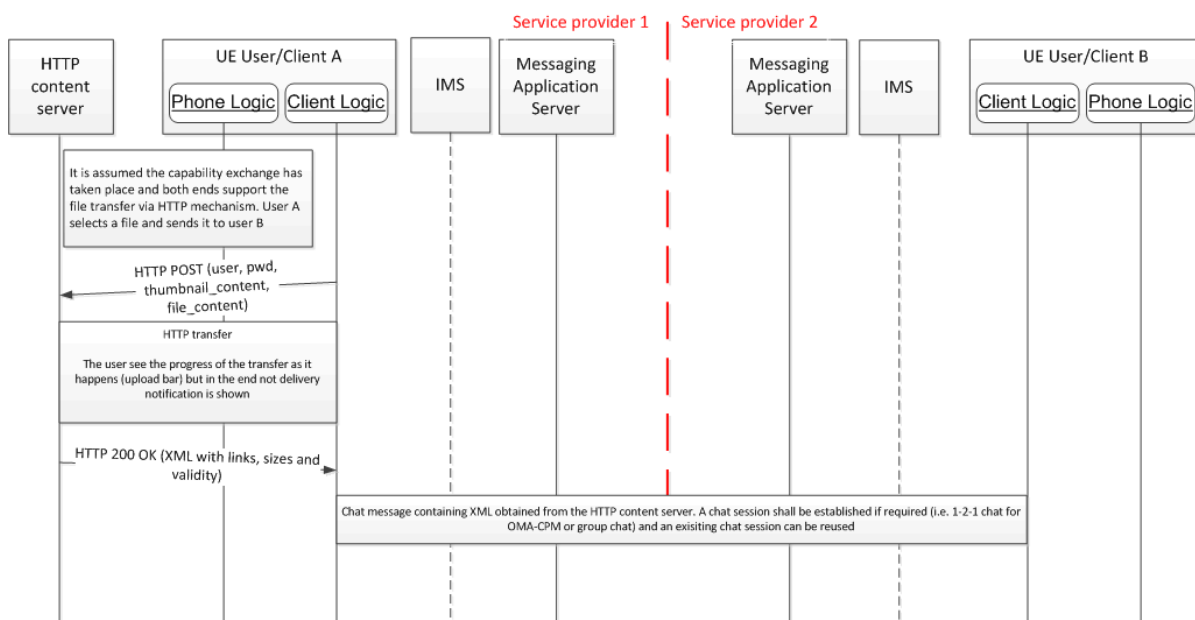 Service provider 1
Service provider 2
HTTP
content
server
UE User/Client A
Phone Logic
Client Logic
IMS
Messaging
Application
Server
Messaging
Application
Server
IMS
UE User/Client B
Client Logic
Phone Logic
It is assumed the capability exchange has
taken place and both ends support the
file transfer via HTTP mechanism. User A
selects a file and sends it to user B
HTTP POST (user, pwd,
thumbnail_content,
file_content)
HTTP transfer
The user see the progress of the transfer as it
happens (upload bar) but in the end not delivery
notification is shown
HTTP 200 OK (XML with links, sizes and
validity)
Chat message containing XML obtained from the HTTP content server. A chat session shall be established if required (i.e. 1-2-1 chat for
OMA-CPM or group chat) and an exisiting chat session can be reused